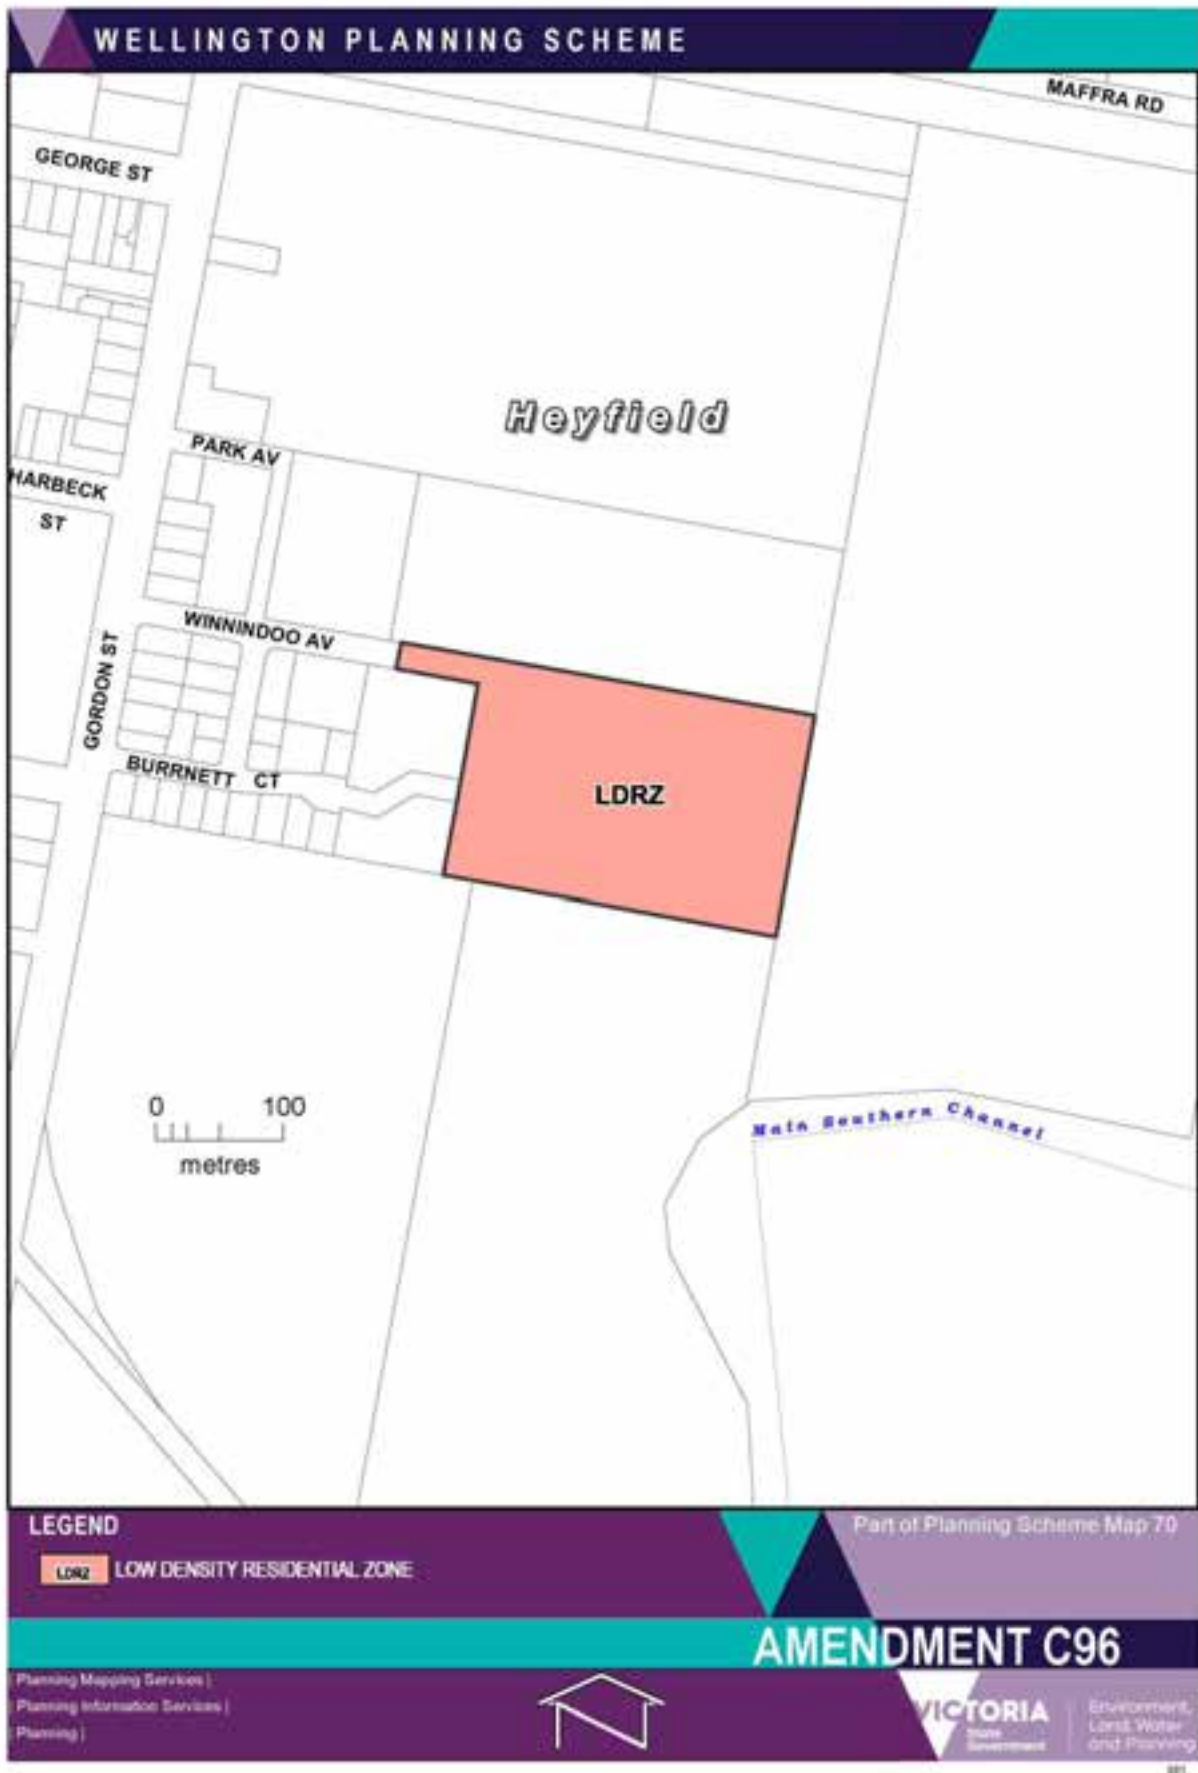 WELLINGTON PLANNING SCHEME
MAFFRA RD
GEORGE ST
Heyfield
PARK AV
HARBECK
ST
WINNINDOO AV
GORDON ST
BURRNETT CT
LDRZ
0 100
metres
Main Southern Channel
LEGEND
Part of Planning Scheme Map 70
LDRZ LOW DENSITY RESIDENTIAL ZONE
AMENDMENT C96
| Planning Mapping Services |
| Planning Information Services |
| Planning |
VICTORIA
State
Government
Environment,
Land, Water
and Planning